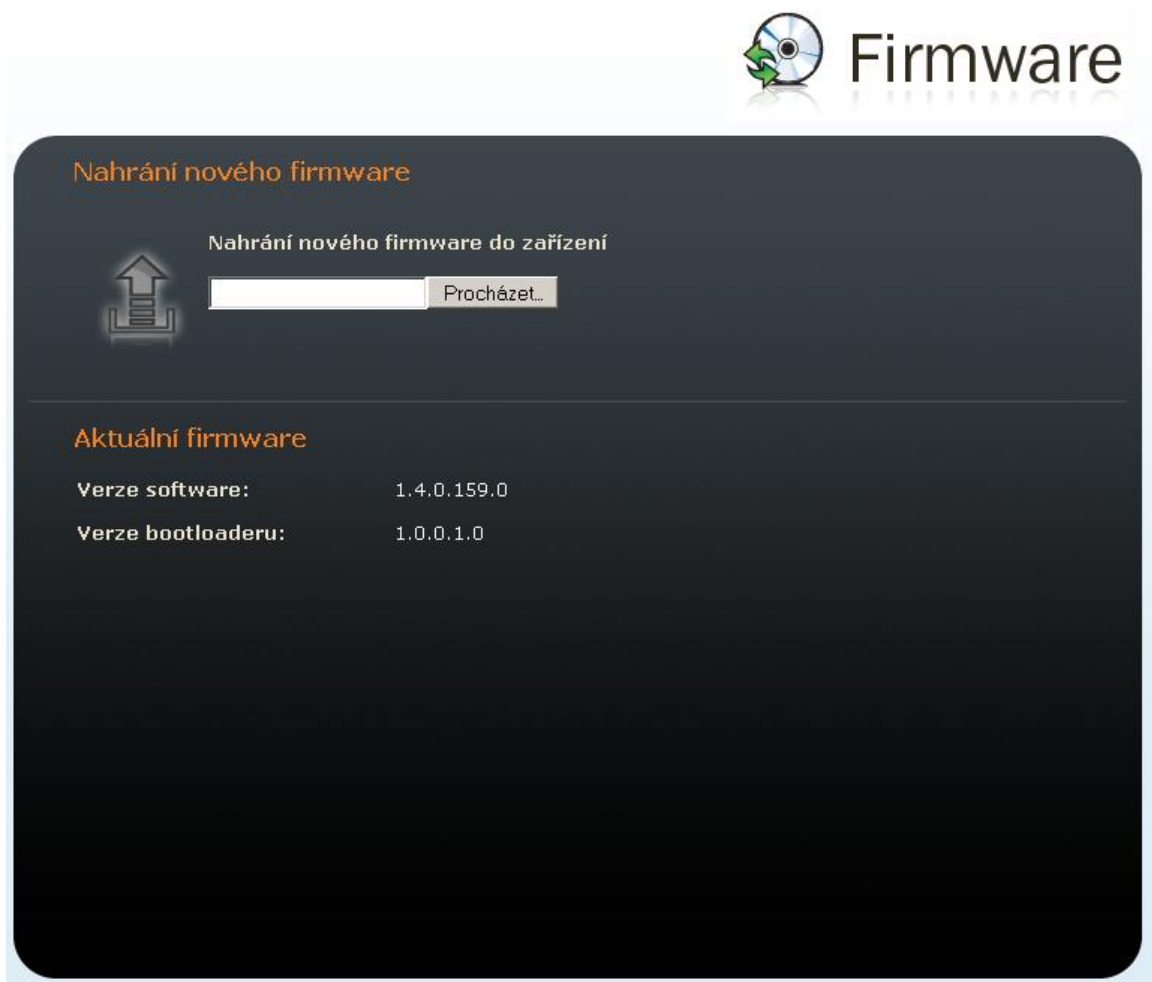 Firmware
Nahrání nového firmware
Nahrání nového firmware do zařízení
Procházet...
Aktuální firmware
Verze software: 1.4.0.159.0
Verze bootloaderu: 1.0.0.1.0